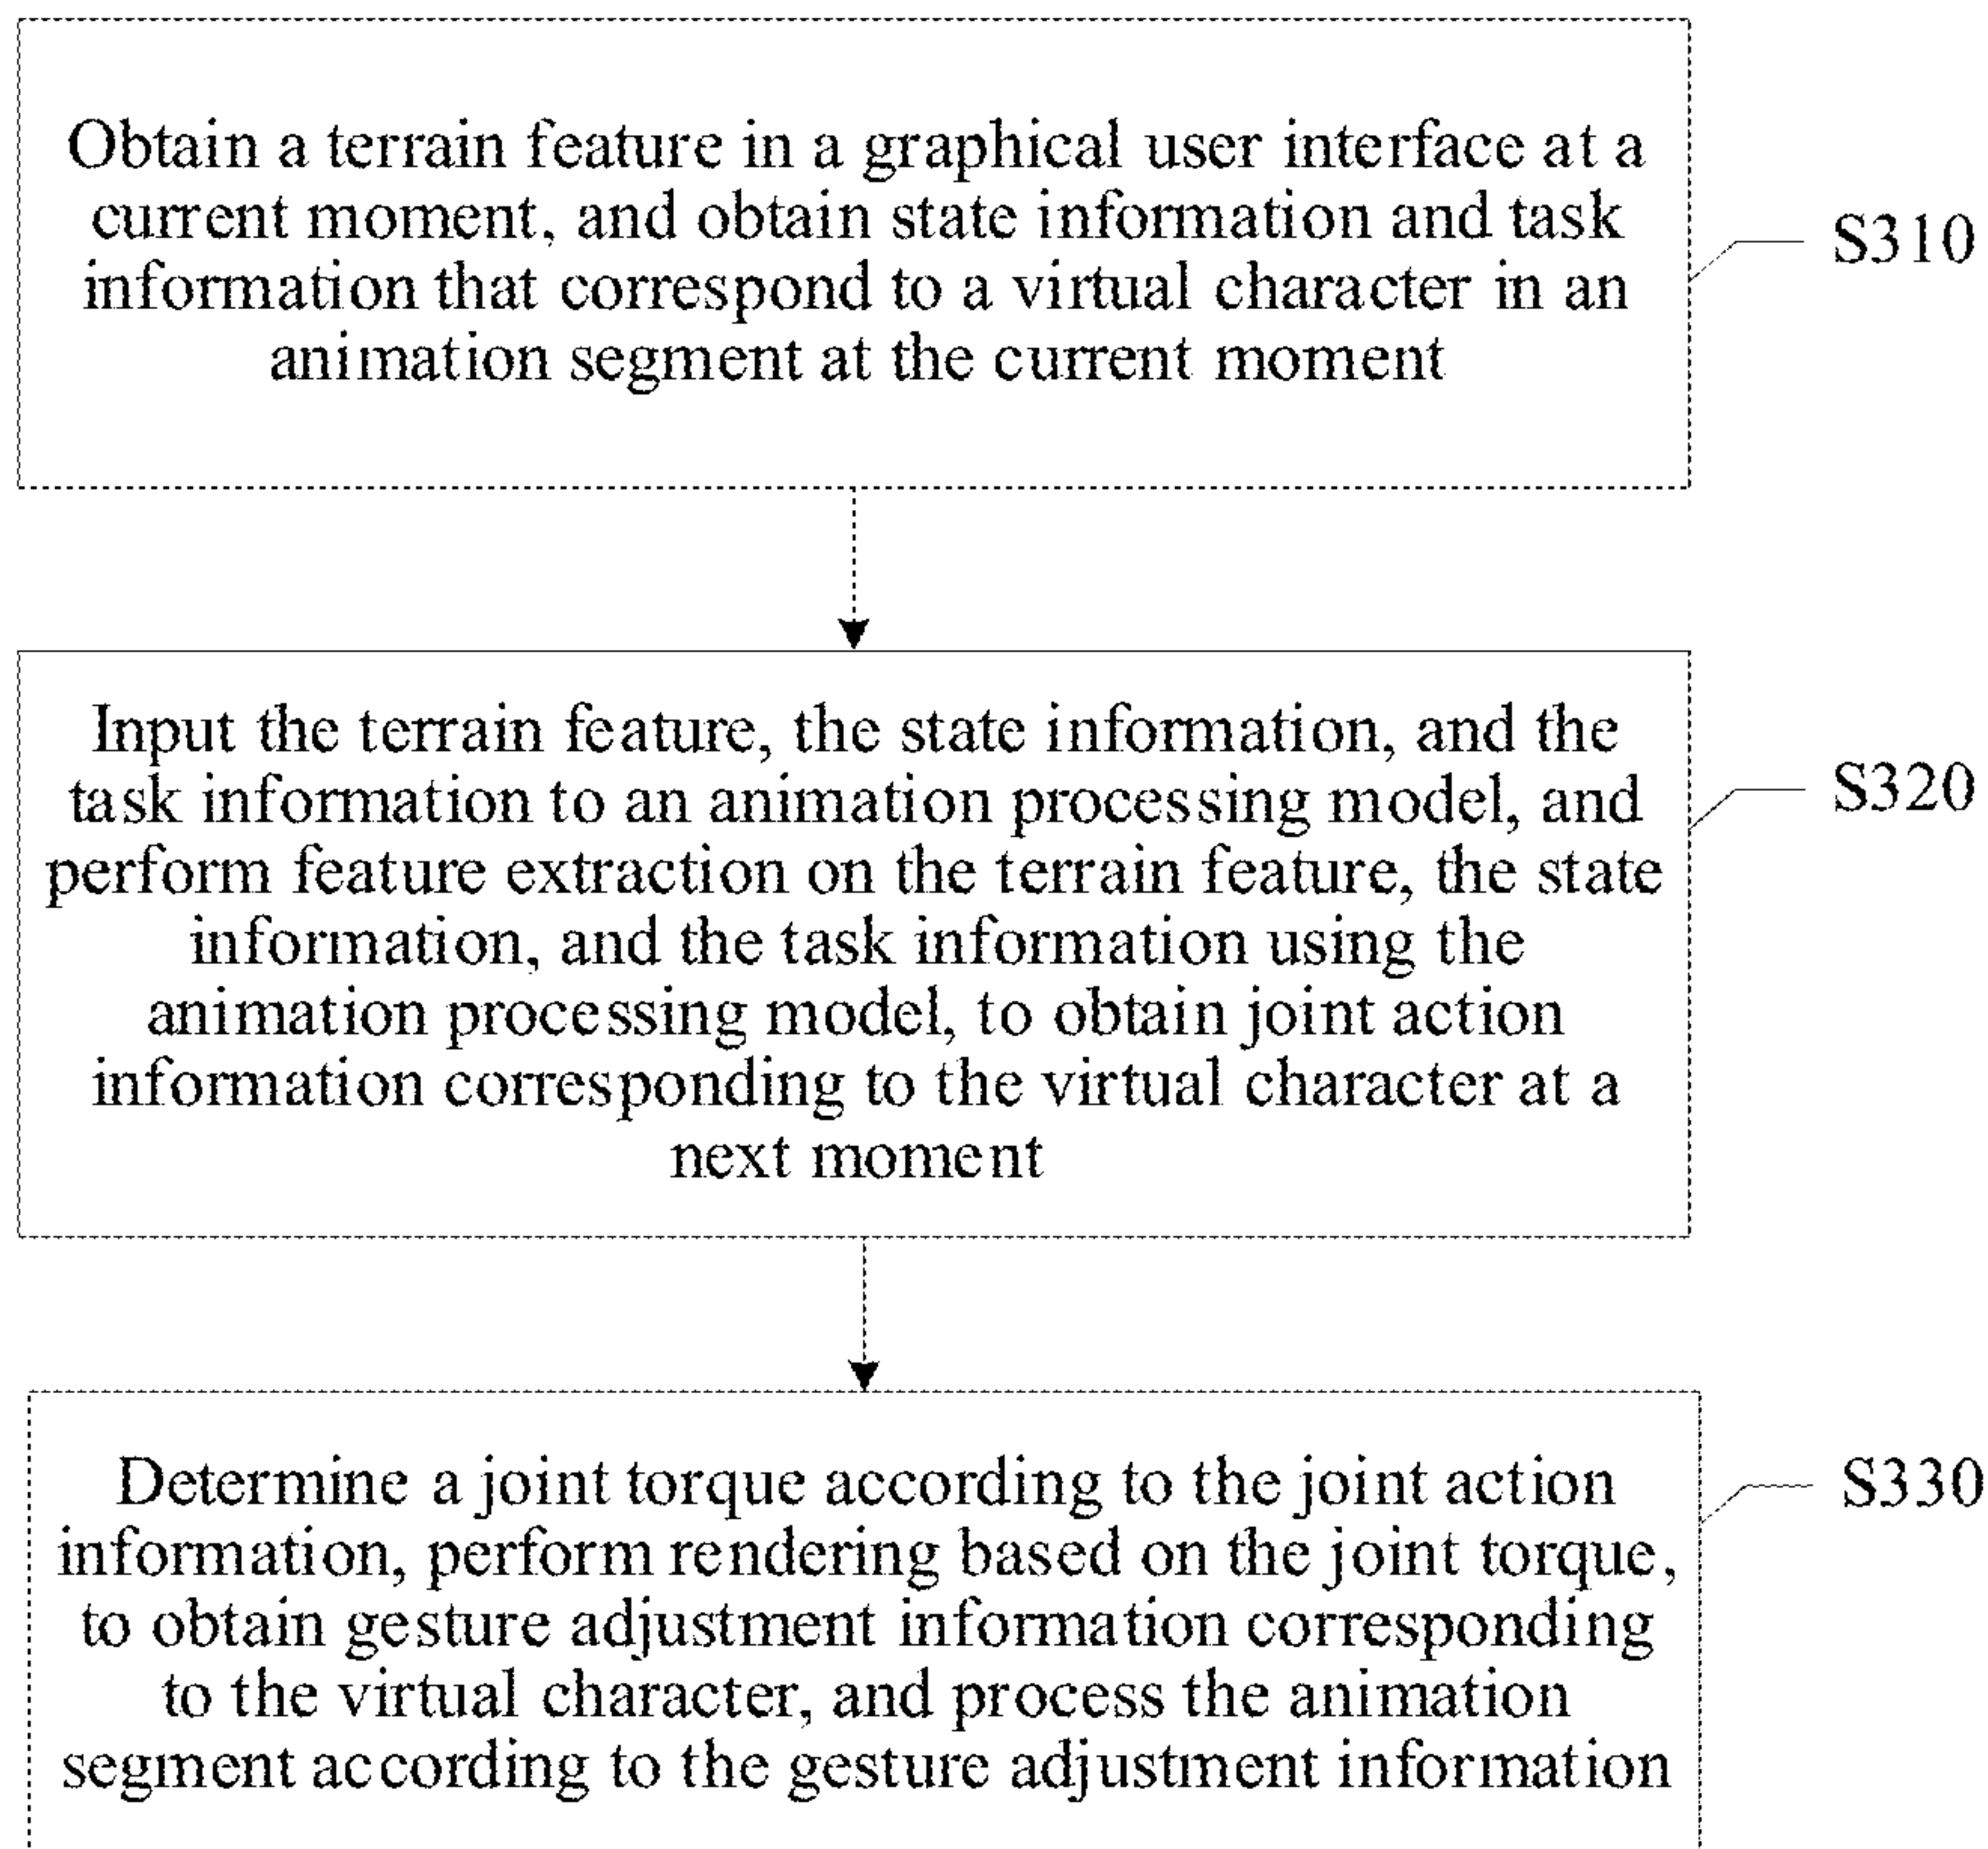 Obtain a terrain feature in a graphical user interface at a
current moment, and obtain state information and task
information that correspond to a virtual character in an
animation segment at the current moment
S310
Input the terrain feature, the state information, and the
task information to an animation processing model, and
perform feature extraction on the terrain feature, the state
information, and the task information using the
animation processing model, to obtain joint action
information corresponding to the virtual character at a
next moment
S320
Determine a joint torque according to the joint action
information, perform rendering based on the joint torque,
to obtain gesture adjustment information corresponding
to the virtual character, and process the animation
segment according to the gesture adjustment information
S330